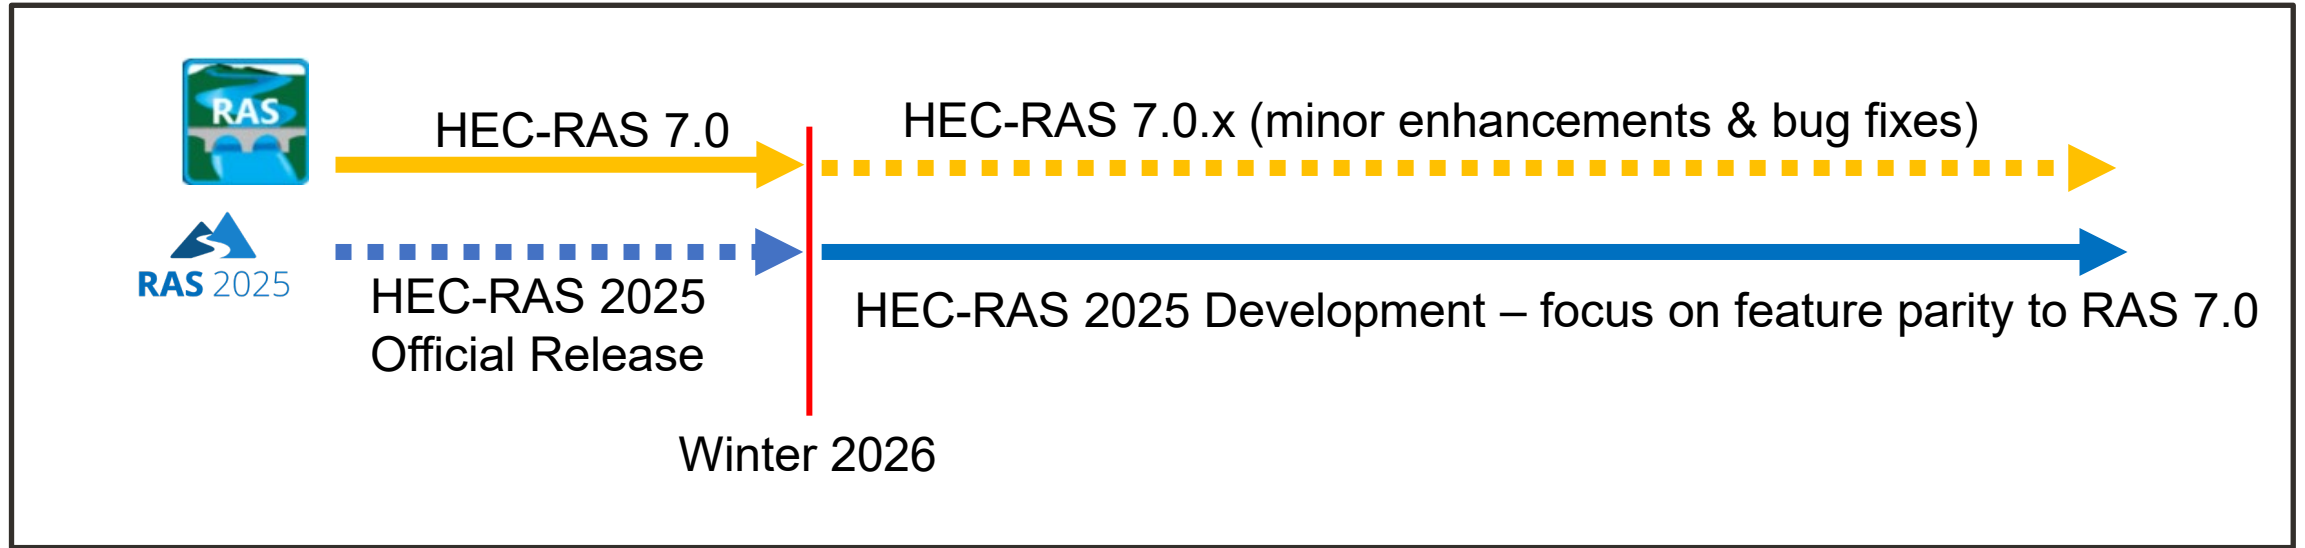 RAS
HEC-RAS 7.0
HEC-RAS 7.0.x (minor enhancements & bug fixes)
RAS 2025
HEC-RAS 2025
Official Release
HEC-RAS 2025 Development – focus on feature parity to RAS 7.0
Winter 2026